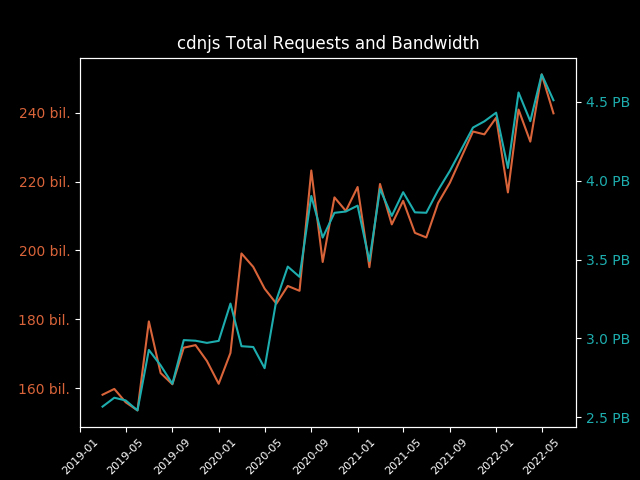 cdnjs Total Requests and Bandwidth
240 bil.
220 bil.
200 bil.
180 bil.
160 bil.
4.5 PB
4.0 PB
3.5 PB
3.0 PB
2.5 PB
2019-01
2019-05
2019-09
2020-01
2020-05
2020-09
2021-01
2021-05
2021-09
2022-01
2022-05